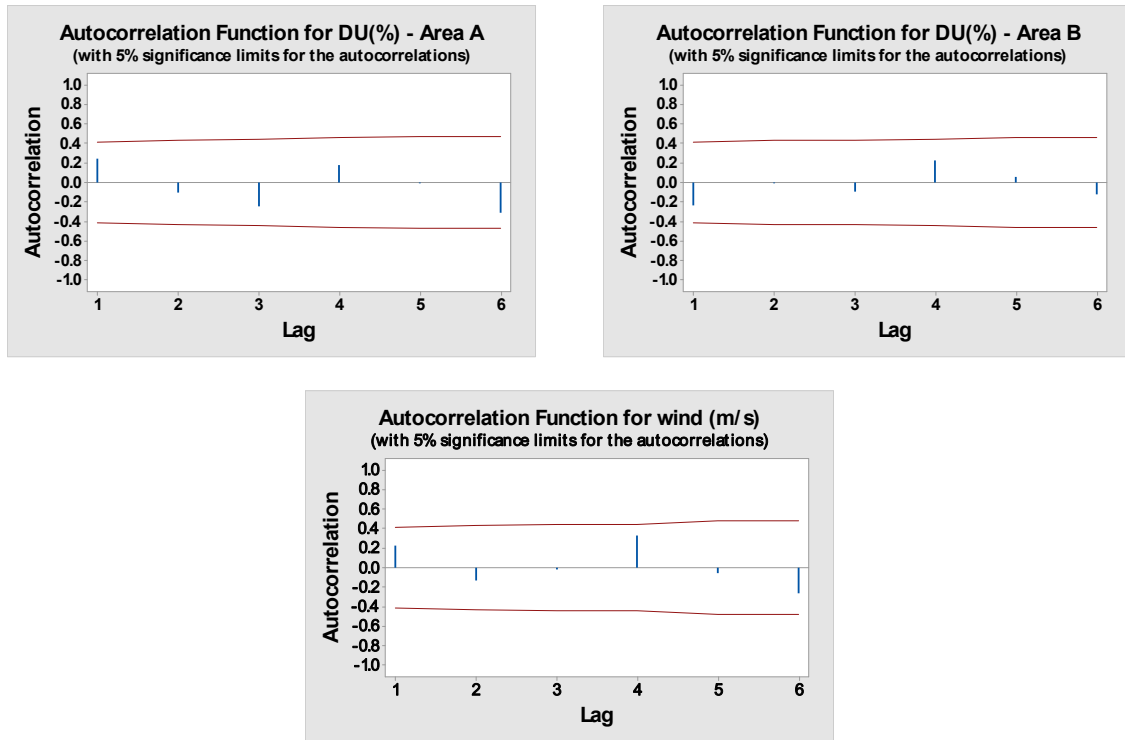 Autocorrelation Function for DU(%) - Area A
(with 5% significance limits for the autocorrelations)
1.0
0.8
0.6
0.4
0.2
0.0
-0.2
-0.4
-0.6
-0.8
-1.0
Autocorrelation
1 2 3 4 5 6
Lag
Autocorrelation Function for DU(%) - Area B
(with 5% significance limits for the autocorrelations)
1.0
0.8
0.6
0.4
0.2
0.0
-0.2
-0.4
-0.6
-0.8
-1.0
Autocorrelation
1 2 3 4 5 6
Lag
Autocorrelation Function for wind (m/s)
(with 5% significance limits for the autocorrelations)
1.0
0.8
0.6
0.4
0.2
0.0
-0.2
-0.4
-0.6
-0.8
-1.0
Autocorrelation
1 2 3 4 5 6
Lag